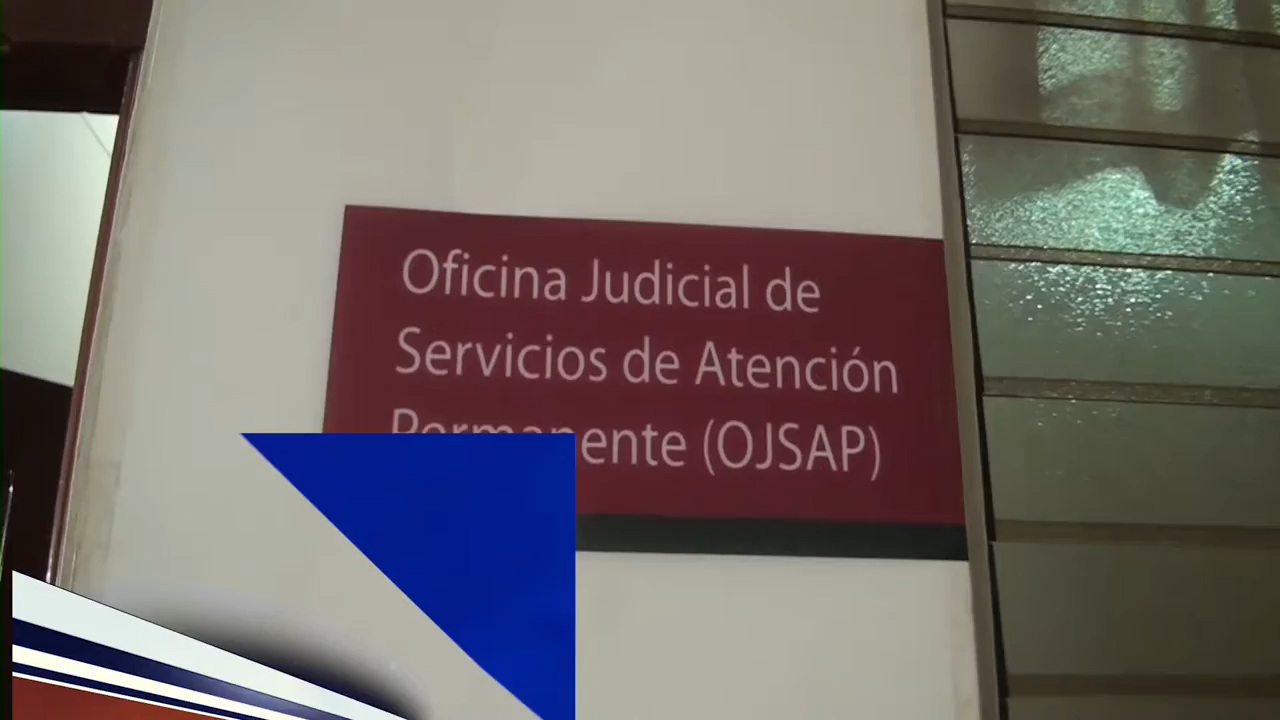 Oficina Judicial de
Servicios de Atención
Permanente (OJSAP)